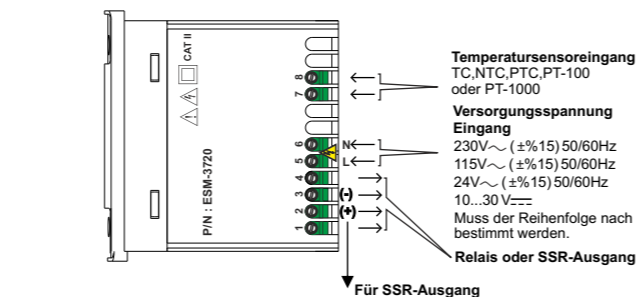 CAT II
P/N : ESM-3720
8
7
6
5
4
3
2
1
N
L
(-)
(+)
Temperatursensoreingang
TC,NTC,PTC,PT-100
oder PT-1000
Versorgungsspannung
Eingang
230V～ (±%15) 50/60Hz
115V～ (±%15) 50/60Hz
24V～ (±%15) 50/60Hz
10...30 V⎓
Muss der Reihenfolge nach
bestimmt werden.
Relais oder SSR-Ausgang
Für SSR-Ausgang